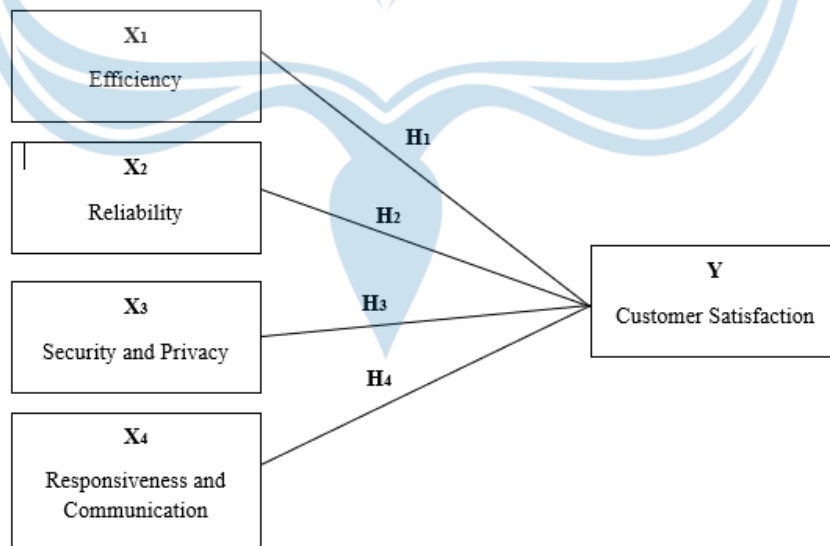 X1
Efficiency
H1
X2
Reliability
H2
Y
Customer Satisfaction
X3
Security and Privacy
H3
H4
X4
Responsiveness and
Communication